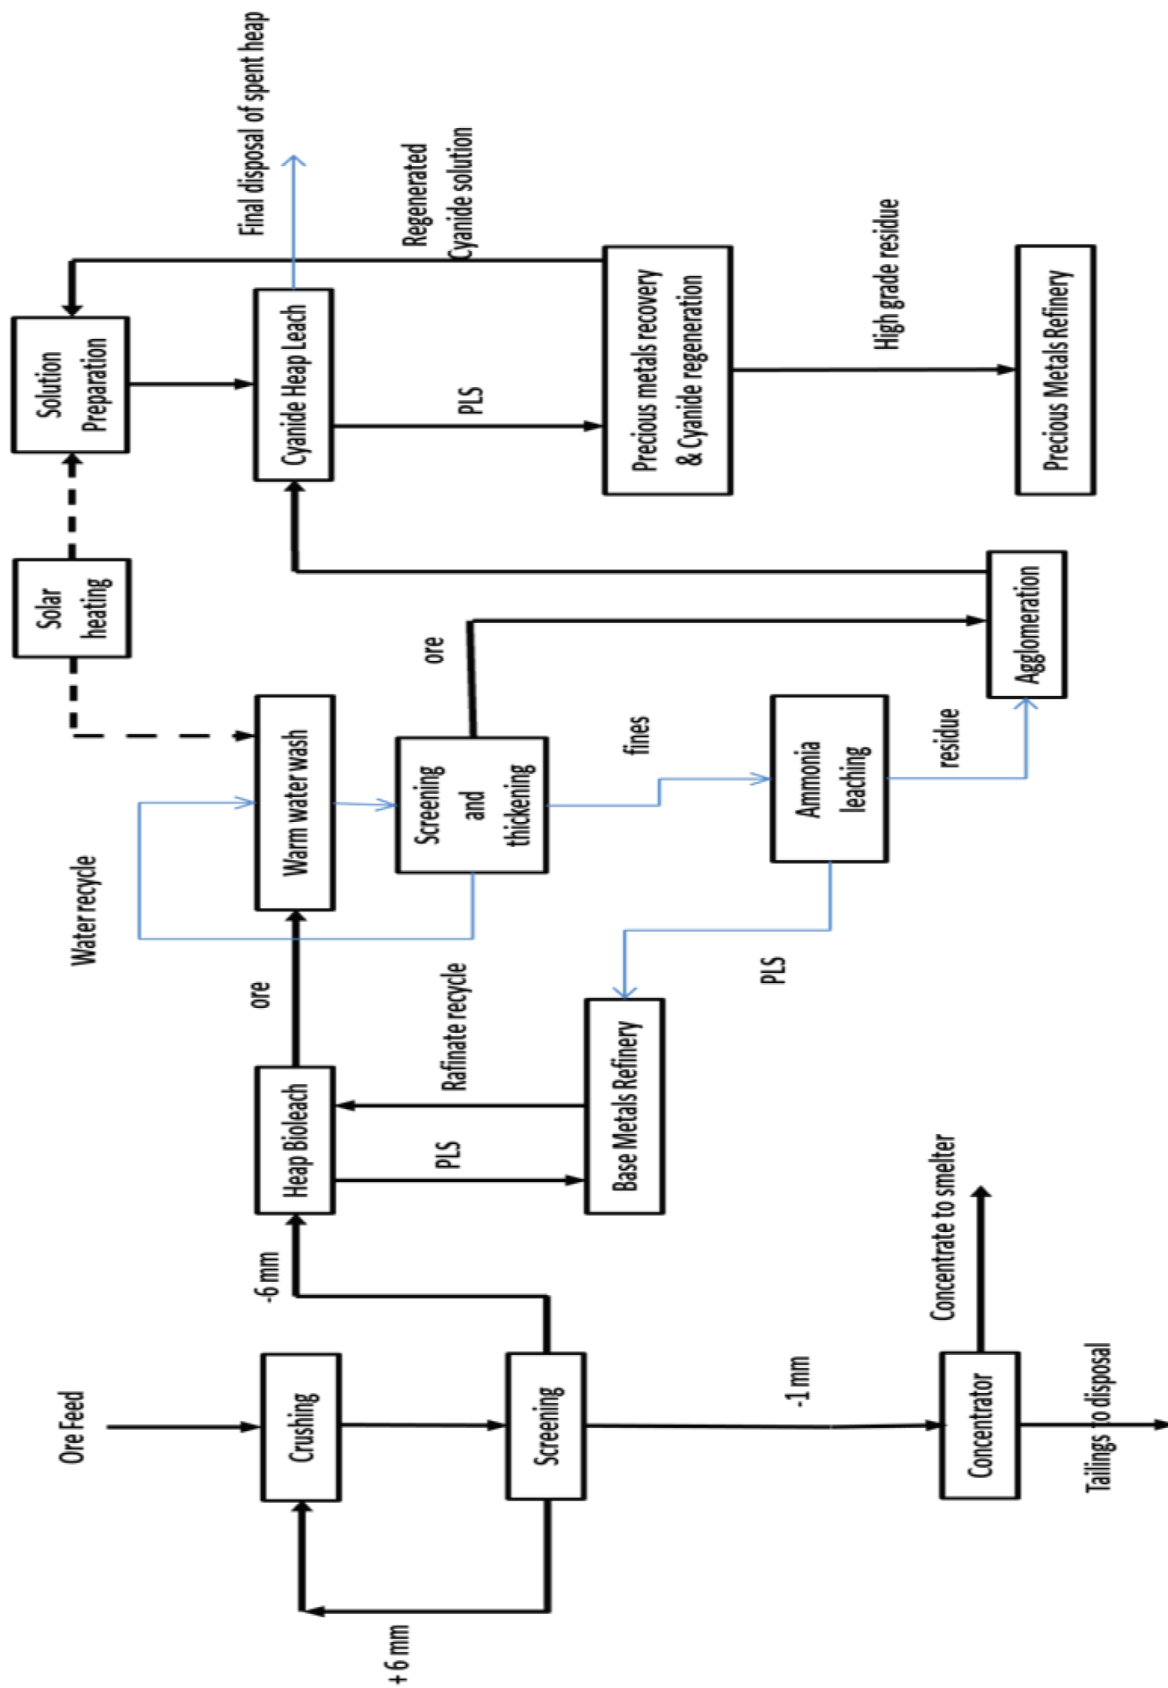 Ore Feed
Crushing
+ 6 mm
Screening
-6 mm
-1 mm
Concentrator
Concentrate to smelter
Tailings to disposal
Heap Bioleach
PLS
Rafinate recycle
Base Metals Refinery
ore
Water recycle
Warm water wash
Screening
and
thickening
ore
fines
Ammonia
leaching
PLS
residue
Agglomeration
Solar
heating
Solution
Preparation
Cyanide Heap Leach
Final disposal of spent heap
PLS
Regenerated
Cyanide solution
Precious metals recovery
& Cyanide regeneration
High grade residue
Precious Metals Refinery